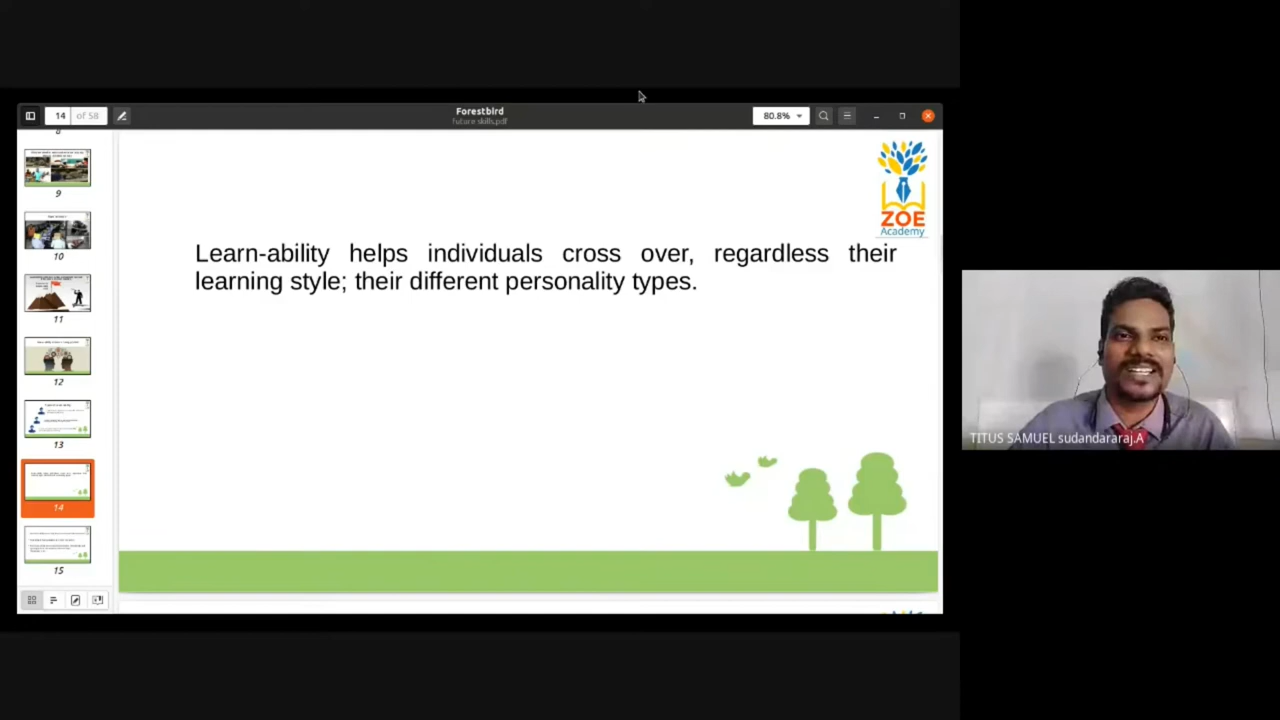 14 of 58
Forestbird
future skills.pdf
80.8%
8
9
10
11
12
13
14
15
ZOE
Academy
Learn-ability helps individuals cross over, regardless their
learning style; their different personality types.
TITUS SAMUEL sudandararaj.A